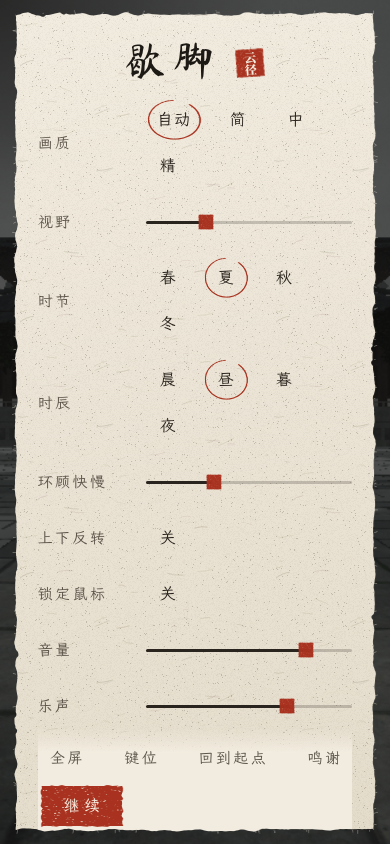 歇脚 云径
画质 自动 简 中
精
视野
时节 春 夏 秋
冬
时辰 晨 昼 暮
夜
环顾快慢
上下反转 关
锁定鼠标 关
音量
乐声
全屏 键位 回到起点 鸣谢
继续